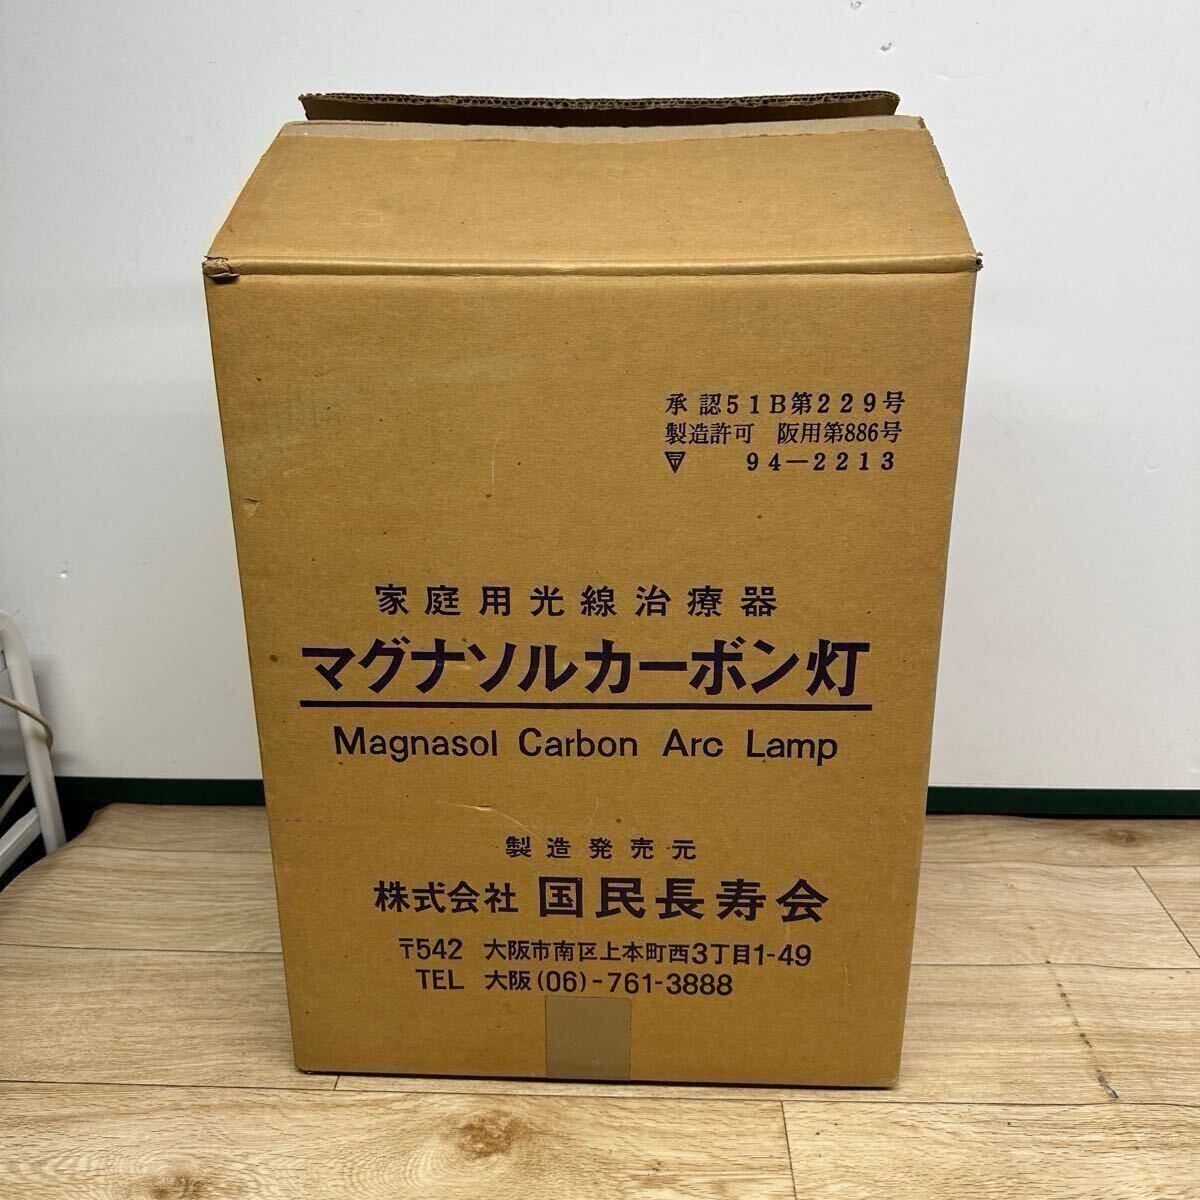 承認51B第229号
製造許可 阪用第886号
〒 94-2213
家庭用光線治療器
マグナソルカーボン灯
Magnasol Carbon Arc Lamp
製造発売元
株式会社 国民長寿会
〒542 大阪市南区上本町西3丁目1-49
TEL 大阪(06)-761-3888